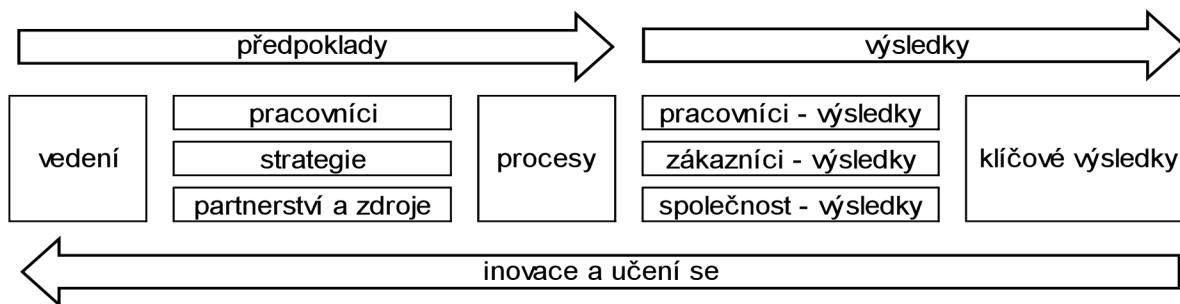 předpoklady
výsledky
vedení
pracovníci
strategie
partnerství a zdroje
procesy
pracovníci - výsledky
zákazníci - výsledky
společnost - výsledky
klíčové výsledky
inovace a učení se